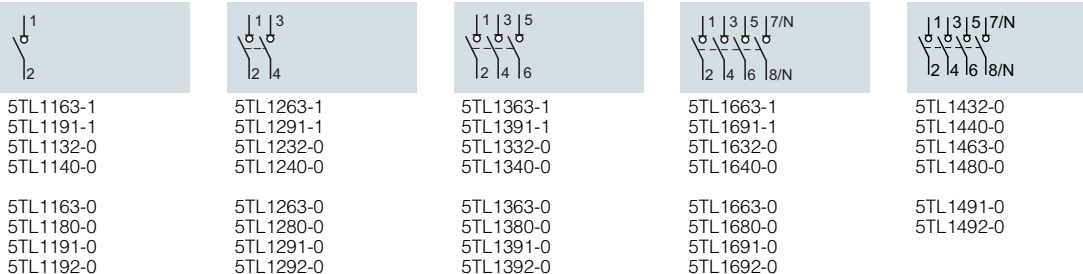 1
2
1 3
2 4
1 3 5
2 4 6
1 3 5 7/N
2 4 6 8/N
1 3 5 7/N
2 4 6 8/N
5TL1163-1
5TL1191-1
5TL1132-0
5TL1140-0
5TL1163-0
5TL1180-0
5TL1191-0
5TL1192-0
5TL1263-1
5TL1291-1
5TL1232-0
5TL1240-0
5TL1263-0
5TL1280-0
5TL1291-0
5TL1292-0
5TL1363-1
5TL1391-1
5TL1332-0
5TL1340-0
5TL1363-0
5TL1380-0
5TL1391-0
5TL1392-0
5TL1663-1
5TL1691-1
5TL1632-0
5TL1640-0
5TL1663-0
5TL1680-0
5TL1691-0
5TL1692-0
5TL1432-0
5TL1440-0
5TL1463-0
5TL1480-0
5TL1491-0
5TL1492-0